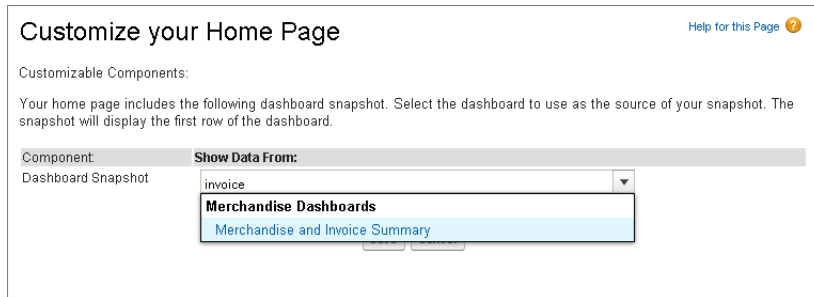 Customize your Home Page
Help for this Page ?
Customizable Components:
Your home page includes the following dashboard snapshot. Select the dashboard to use as the source of your snapshot. The
snapshot will display the first row of the dashboard.
Component: Show Data From:
Dashboard Snapshot invoice
Merchandise Dashboards
Merchandise and Invoice Summary